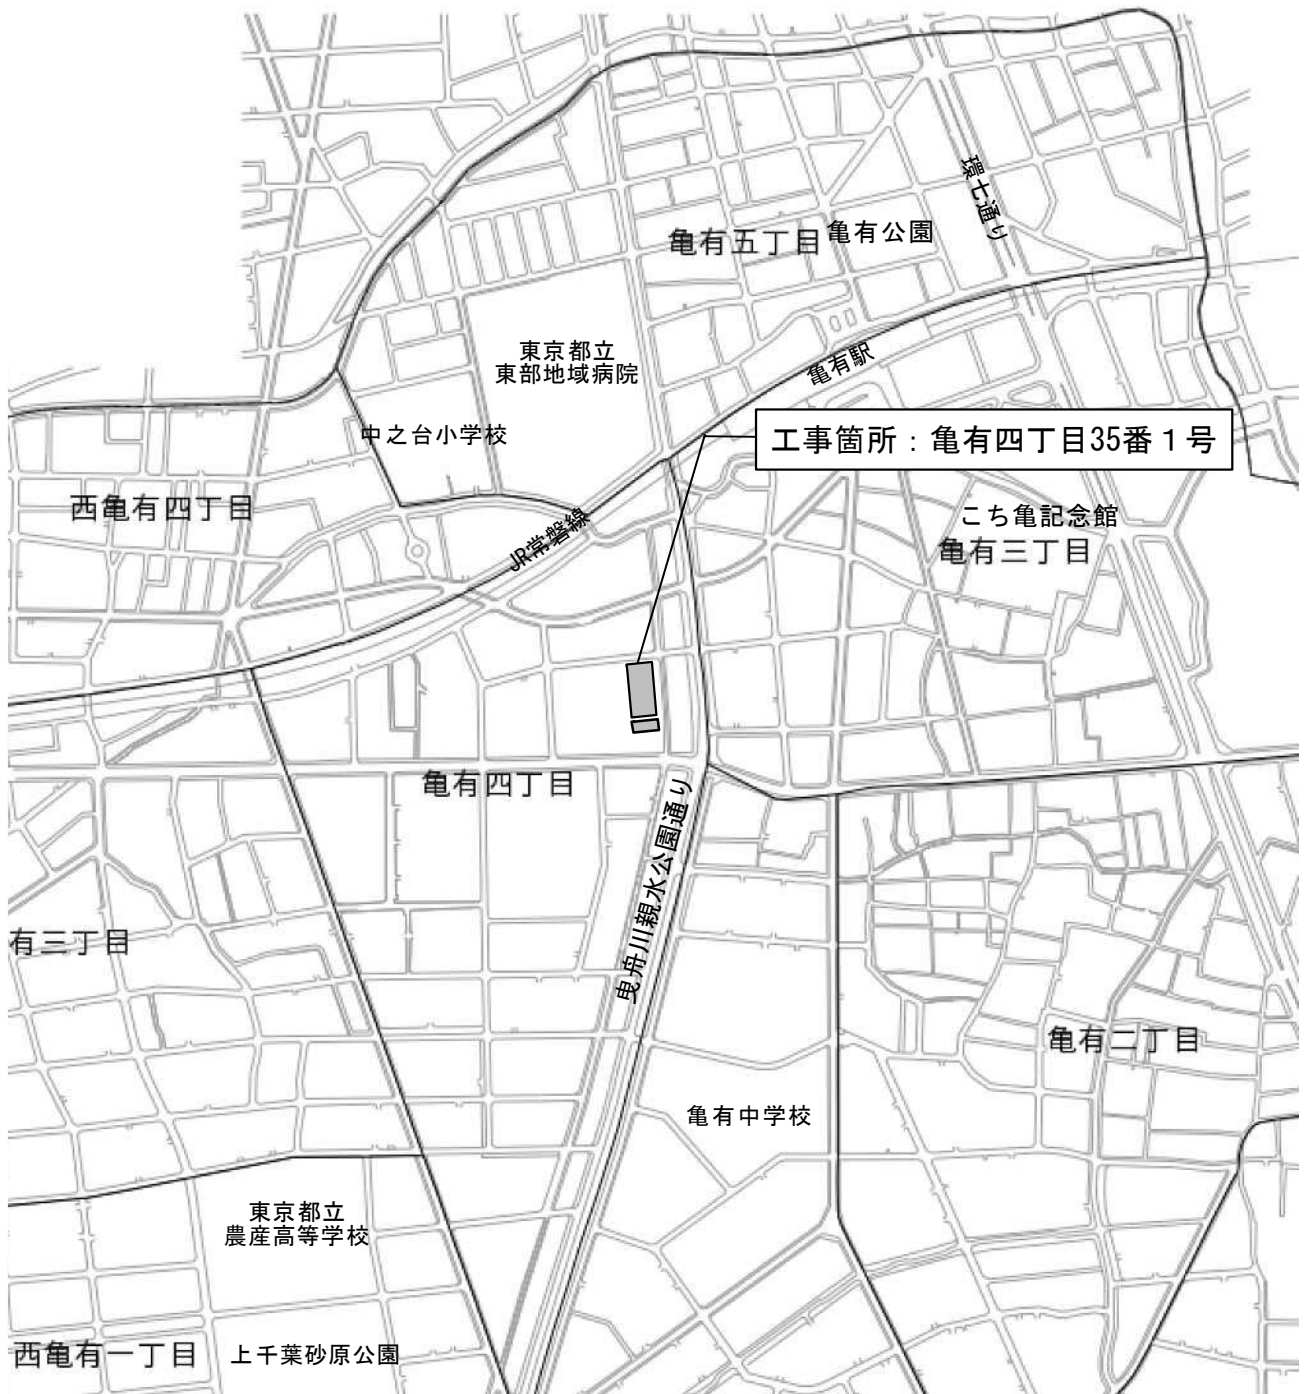 環七通り
亀有五丁目
亀有公園
東京都立
東部地域病院
亀有駅
中之台小学校
工事箇所：亀有四丁目35番１号
西亀有四丁目
こち亀記念館
JR常磐線
亀有三丁目
亀有四丁目
曳舟川親水公園通り
有三丁目
亀有二丁目
亀有中学校
東京都立
農産高等学校
西亀有一丁目
上千葉砂原公園